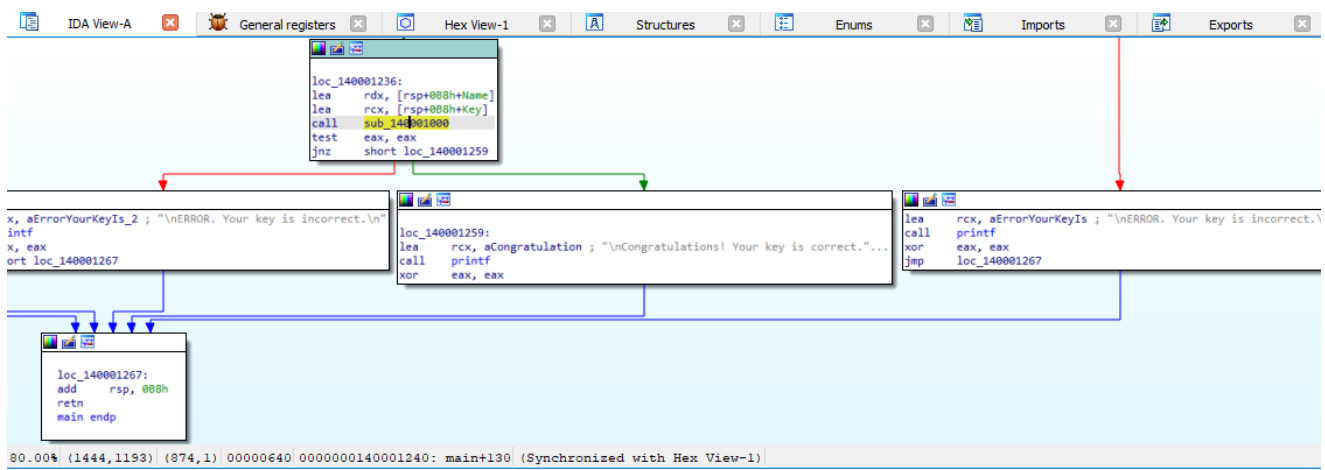 IDA View-A General registers Hex View-1 Structures Enums Imports Exports
loc_140001236:
lea rdx, [rsp+0B8h+Name]
lea rcx, [rsp+0B8h+Key]
call sub_140001000
test eax, eax
jnz short loc_140001259
x, aErrorYourKeyIs_2 ; "\nERROR. Your key is incorrect.\n"
intf
x, eax
ort loc_140001267
loc_140001259:
lea rcx, aCongratulation ; "\nCongratulations! Your key is correct."...
call printf
xor eax, eax
lea rcx, aErrorYourKeyIs ; "\nERROR. Your key is incorrect.\
call printf
xor eax, eax
jmp loc_140001267
loc_140001267:
add rsp, 0B8h
retn
main endp
80.00% (1444,1193) (874,1) 00000640 0000000140001240: main+130 (Synchronized with Hex View-1)